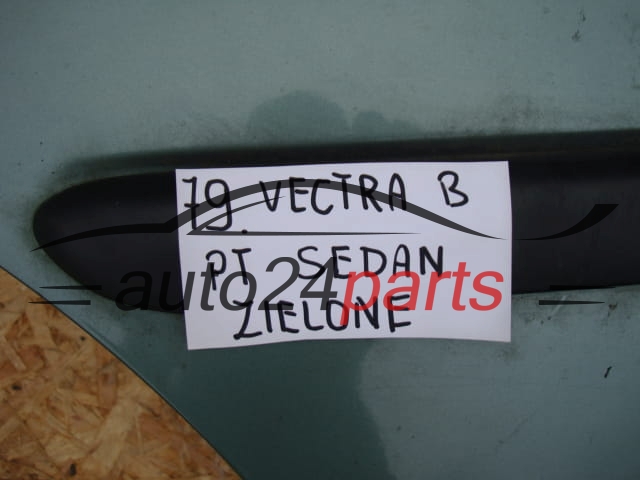 79. VECTRA B
PT SEDAN
auto24parts
ZIELONE